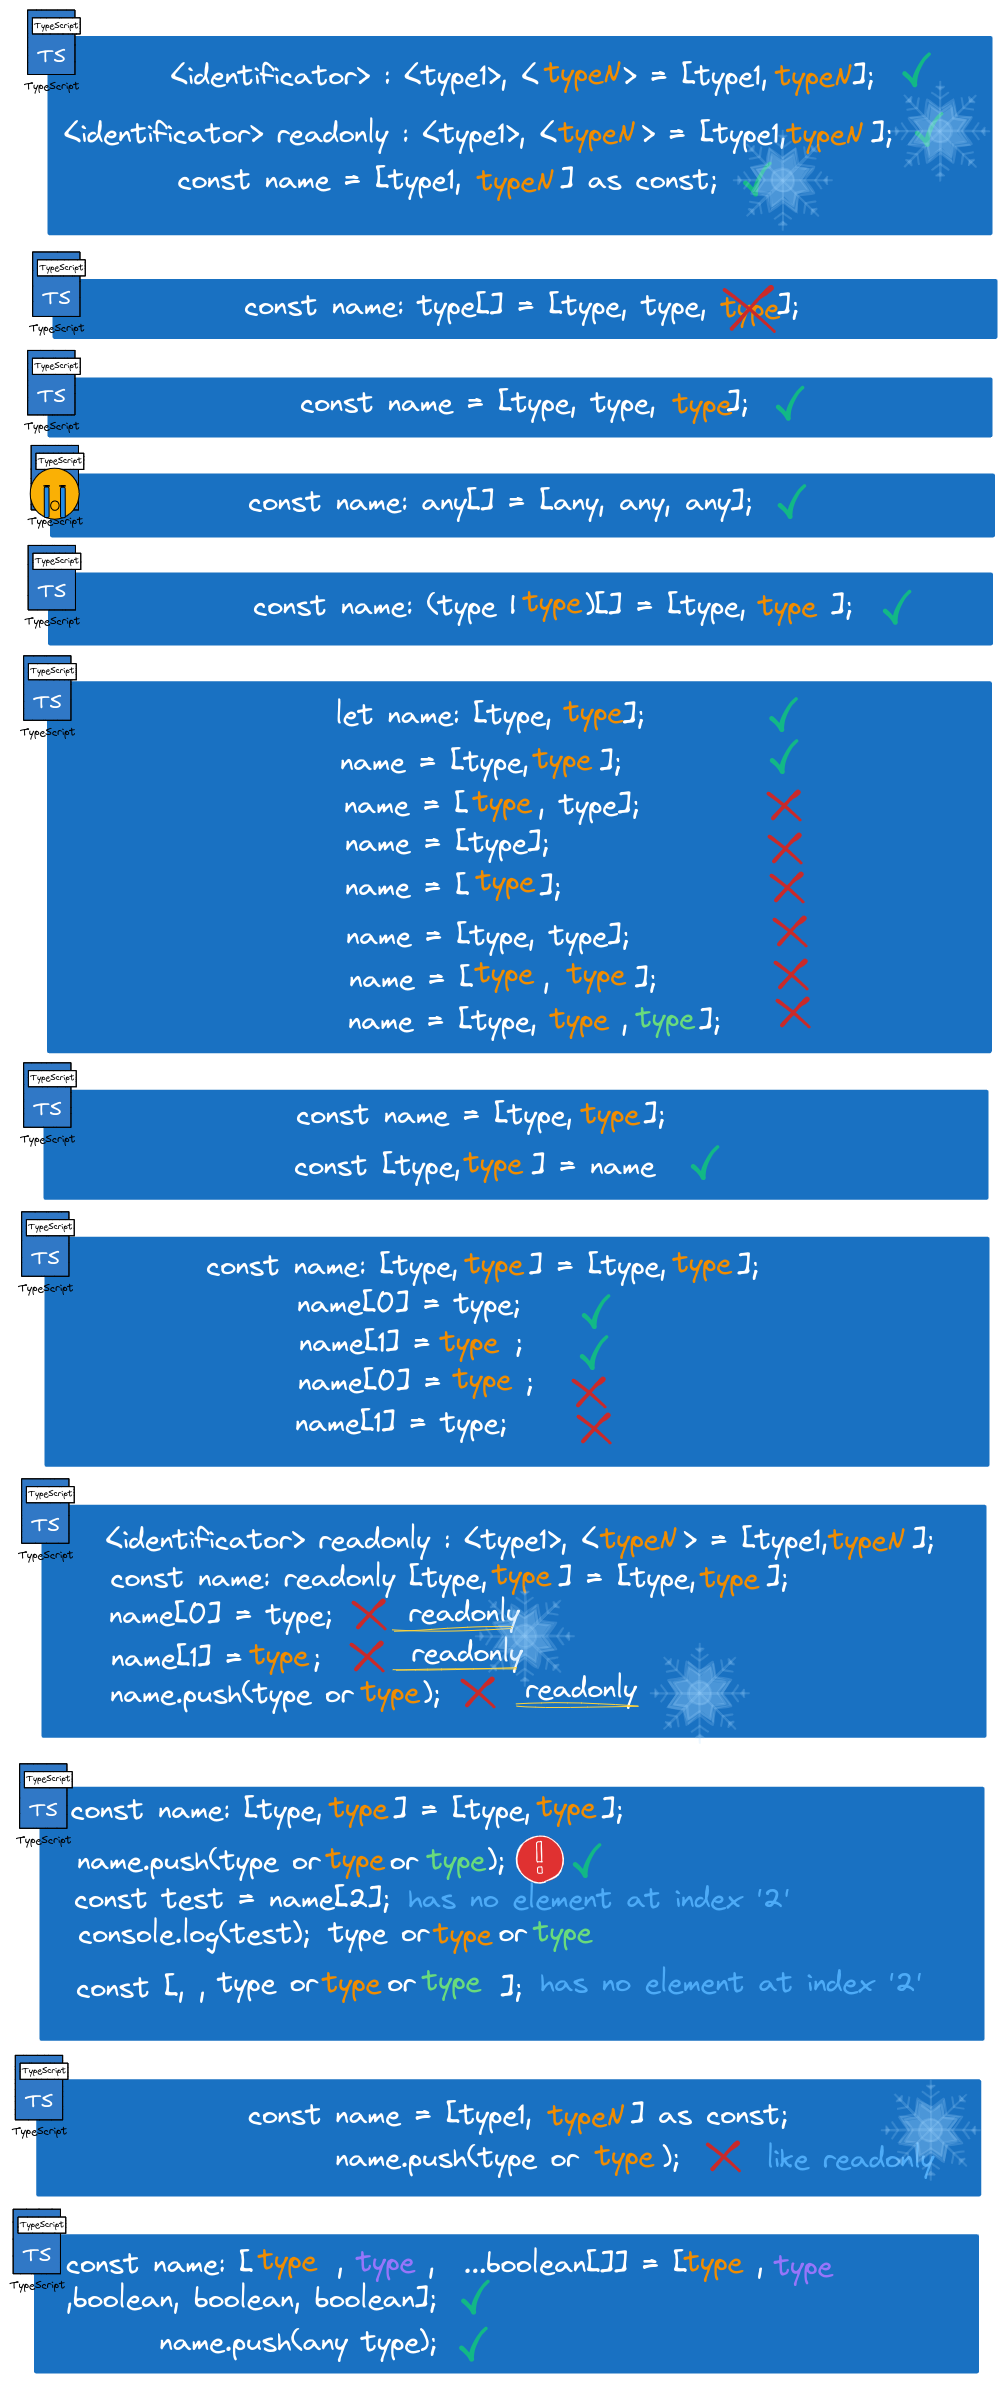 TypeScript
TS
TypeScript
<identificator> : <type1>, <typeN> = [type1, typeN];
<identificator> readonly : <type1>, <typeN> = [type1,typeN];
const name = [type1, typeN] as const;
TypeScript
TS
TypeScript
const name: type[] = [type, type, type];
TypeScript
TS
TypeScript
const name = [type, type, type];
TypeScript
TypeScript
const name: any[] = [any, any, any];
TypeScript
TS
TypeScript
const name: (type | type)[] = [type, type ];
TypeScript
TS
TypeScript
let name: [type, type];
name = [type, type ];
name = [ type , type];
name = [type];
name = [ type ];
name = [type, type];
name = [type , type ];
name = [type, type , type];
TypeScript
TS
TypeScript
const name = [type, type];
const [type, type ] = name
TypeScript
TS
TypeScript
const name: [type, type ] = [type, type ];
name[0] = type;
name[1] = type ;
name[0] = type ;
name[1] = type;
TypeScript
TS
TypeScript
<identificator> readonly : <type1>, <typeN> = [type1,typeN];
const name: readonly [type, type ] = [type, type ];
name[0] = type; readonly
name[1] = type ; readonly
name.push(type or type); readonly
TypeScript
TS
TypeScript
const name: [type, type ] = [type, type ];
name.push(type or type or type); !
const test = name[2]; has no element at index '2'
console.log(test); type or type or type
const [, , type or type or type ]; has no element at index '2'
TypeScript
TS
TypeScript
const name = [type1, typeN ] as const;
name.push(type or type ); like readonly
TypeScript
TS
TypeScript
const name: [ type , type , ...boolean[]] = [type , type
,boolean, boolean, boolean];
name.push(any type);